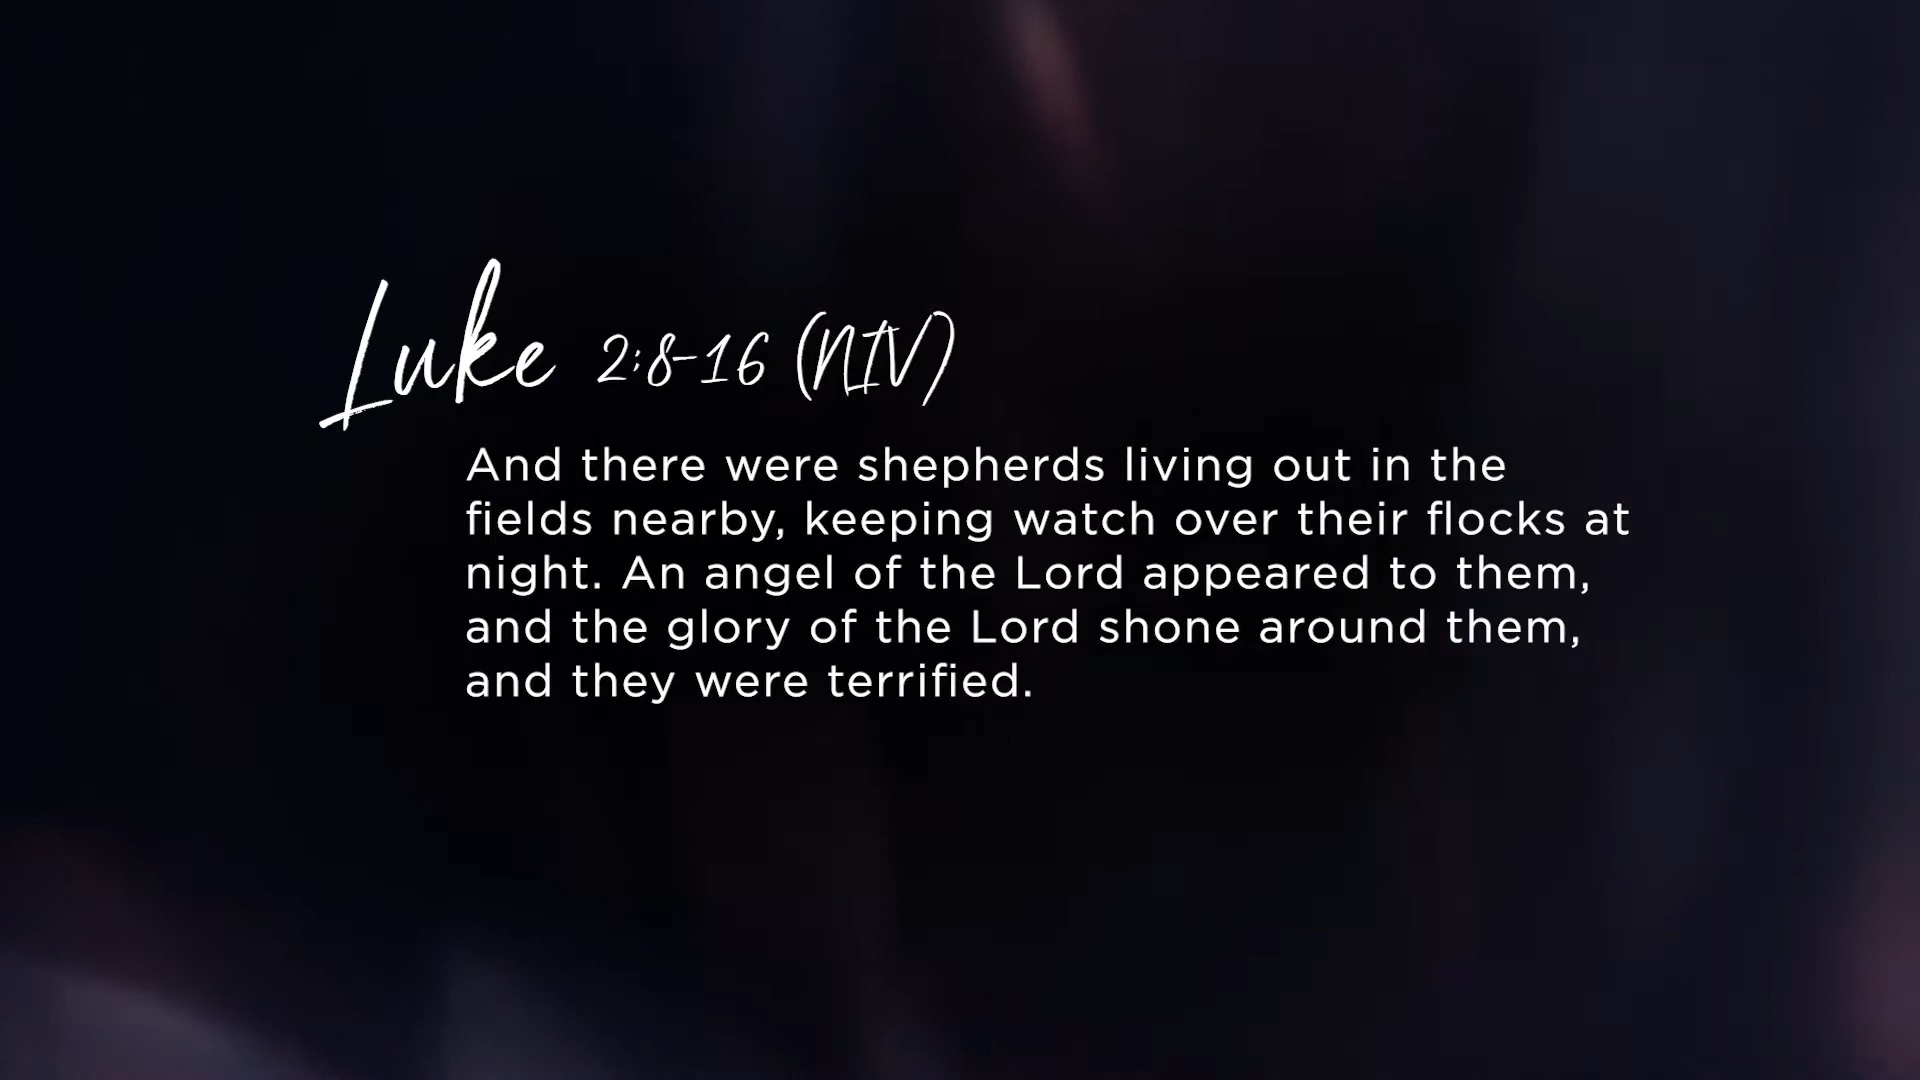 Luke 2:8-16 (NIV)
And there were shepherds living out in the
fields nearby, keeping watch over their flocks at
night. An angel of the Lord appeared to them,
and the glory of the Lord shone around them,
and they were terrified.